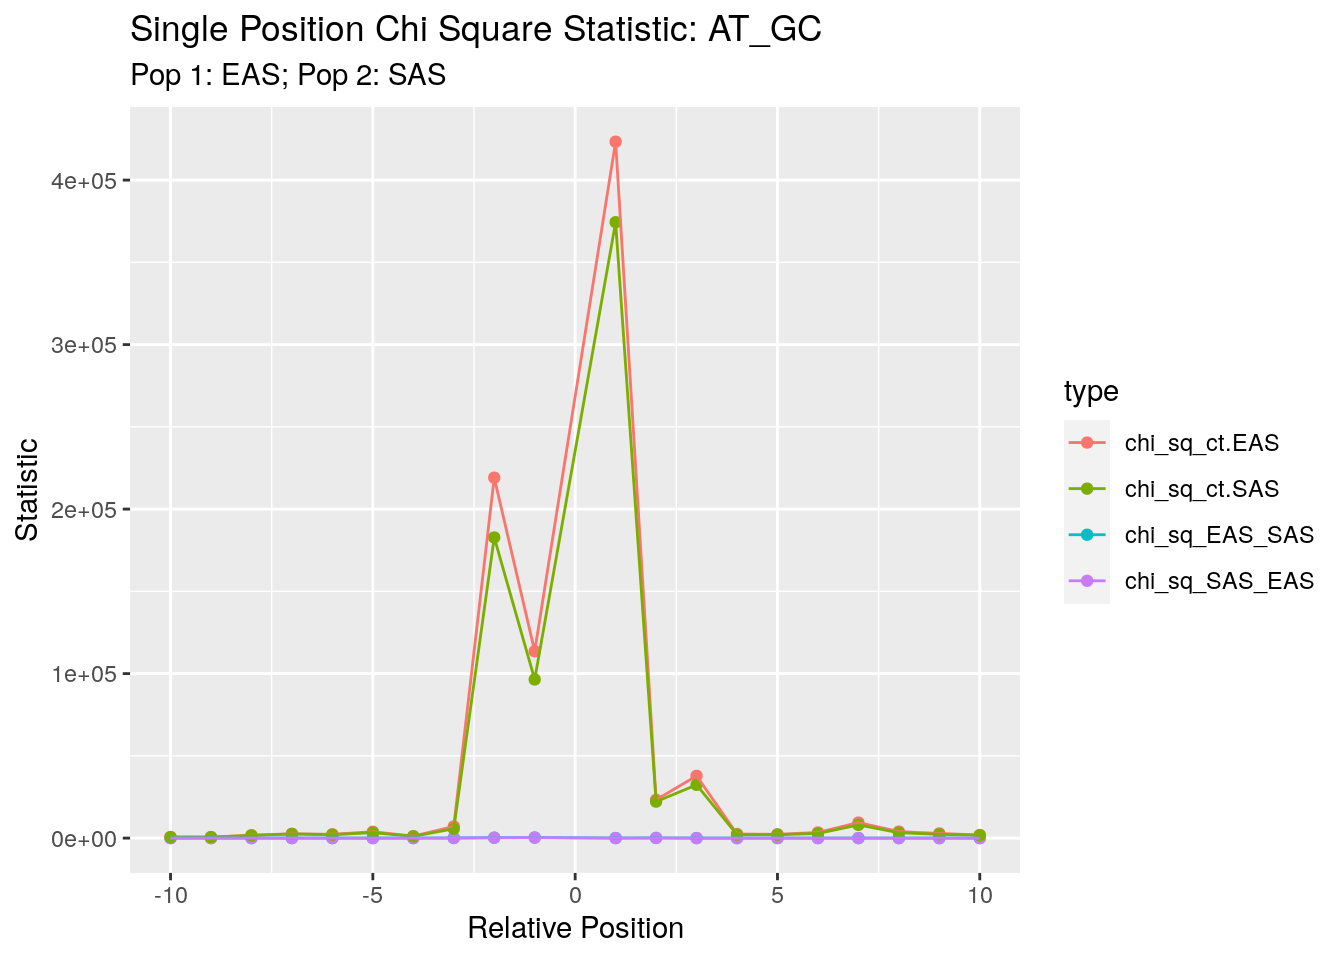 Single Position Chi Square Statistic: AT_GC
Pop 1: EAS; Pop 2: SAS
Statistic
4e+05
3e+05
2e+05
1e+05
0e+00
-10
-5
0
5
10
Relative Position
type
chi_sq_ct.EAS
chi_sq_ct.SAS
chi_sq_EAS_SAS
chi_sq_SAS_EAS